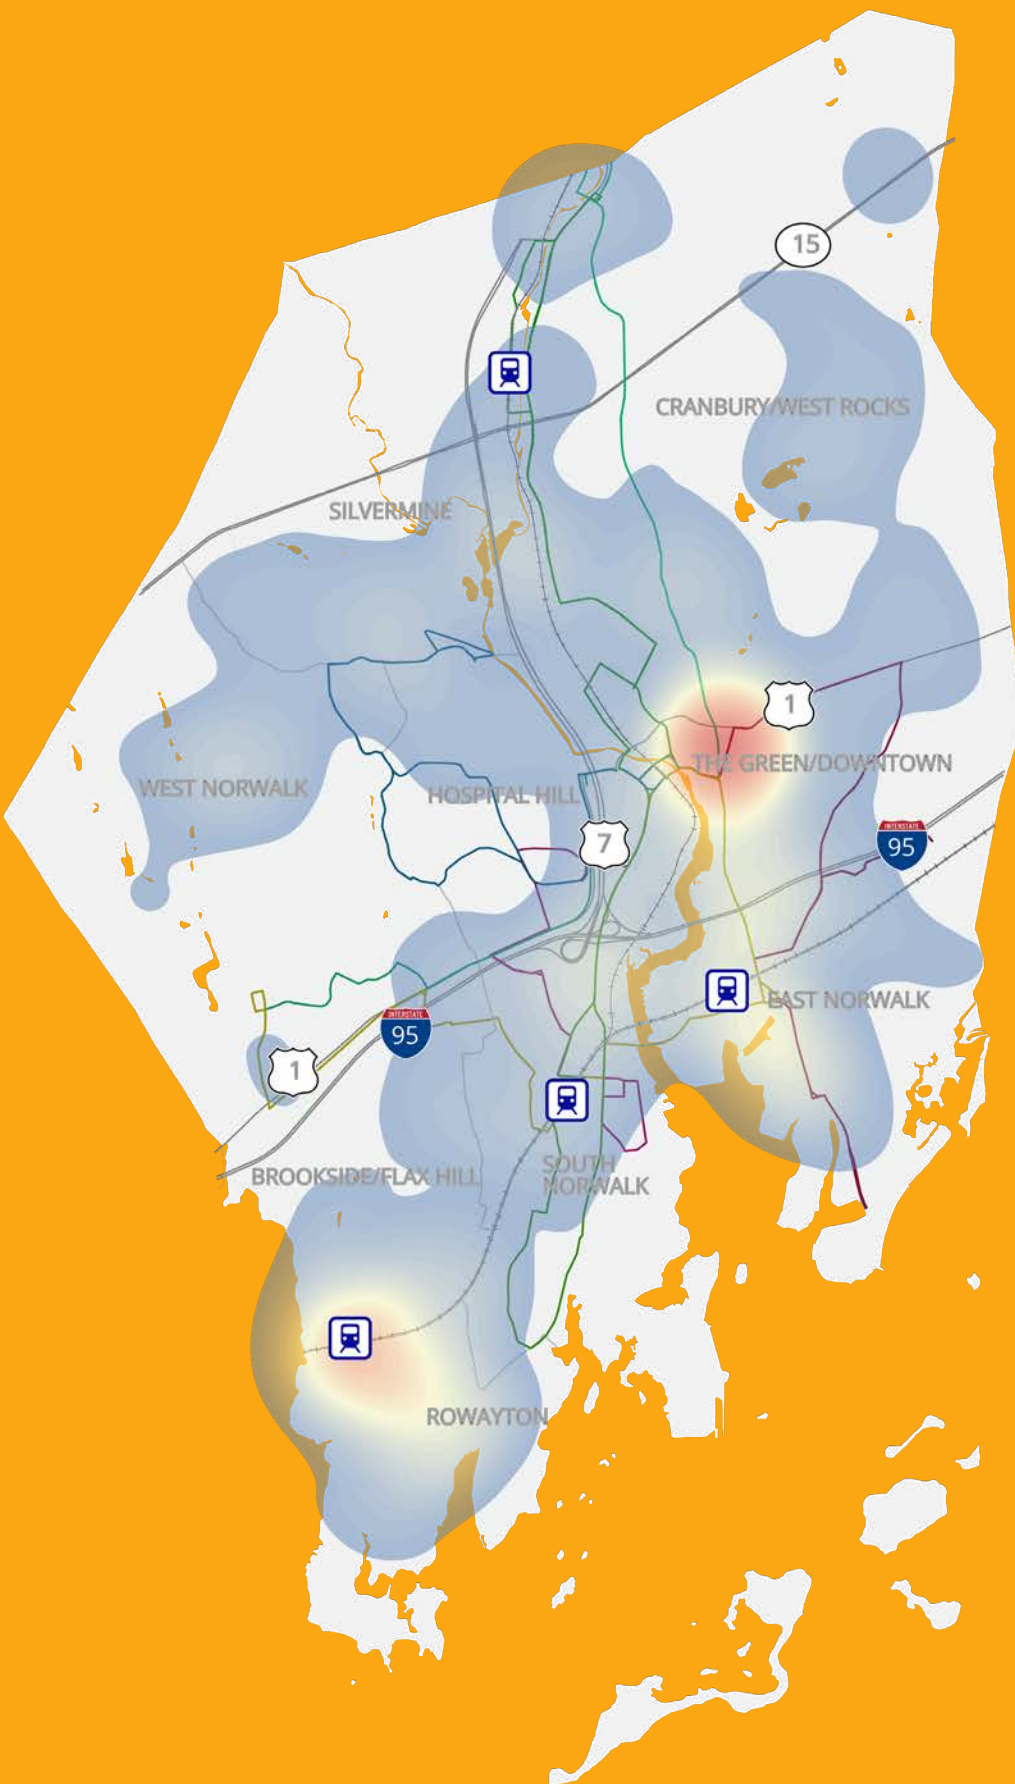 15
CRANBURY/WEST ROCKS
SILVERMINE
1
THE GREEN/DOWNTOWN
WEST NORWALK
HOSPITAL HILL
7
INTERSTATE
95
EAST NORWALK
INTERSTATE
95
1
SOUTH
NORWALK
BROOKSIDE/FLAX HILL
ROWAYTON